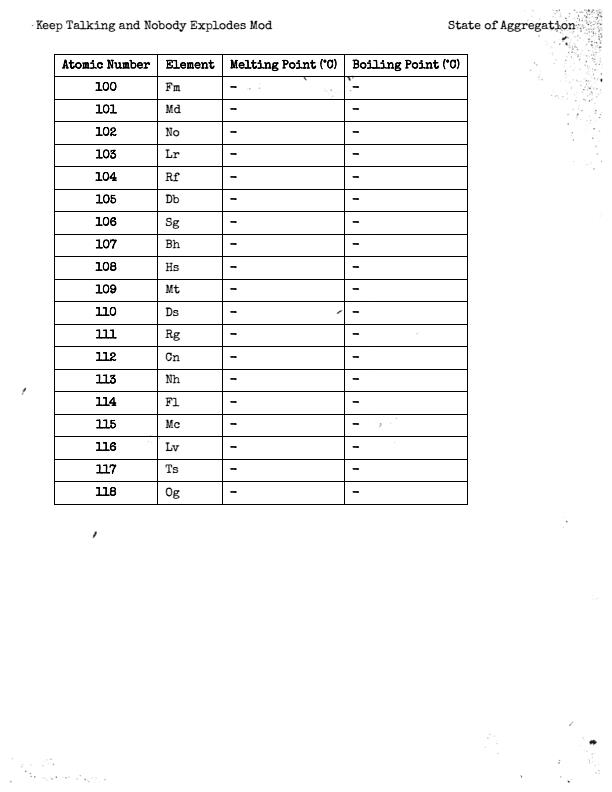 Keep Talking and Nobody Explodes Mod State of Aggregation
Atomic Number Element Melting Point (°C) Boiling Point (°C)
100 Fm - -
101 Md - -
102 No - -
103 Lr - -
104 Rf - -
105 Db - -
106 Sg - -
107 Bh - -
108 Hs - -
109 Mt - -
110 Ds - -
111 Rg - -
112 Cn - -
113 Nh - -
114 Fl - -
115 Mc - -
116 Lv - -
117 Ts - -
118 Og - -